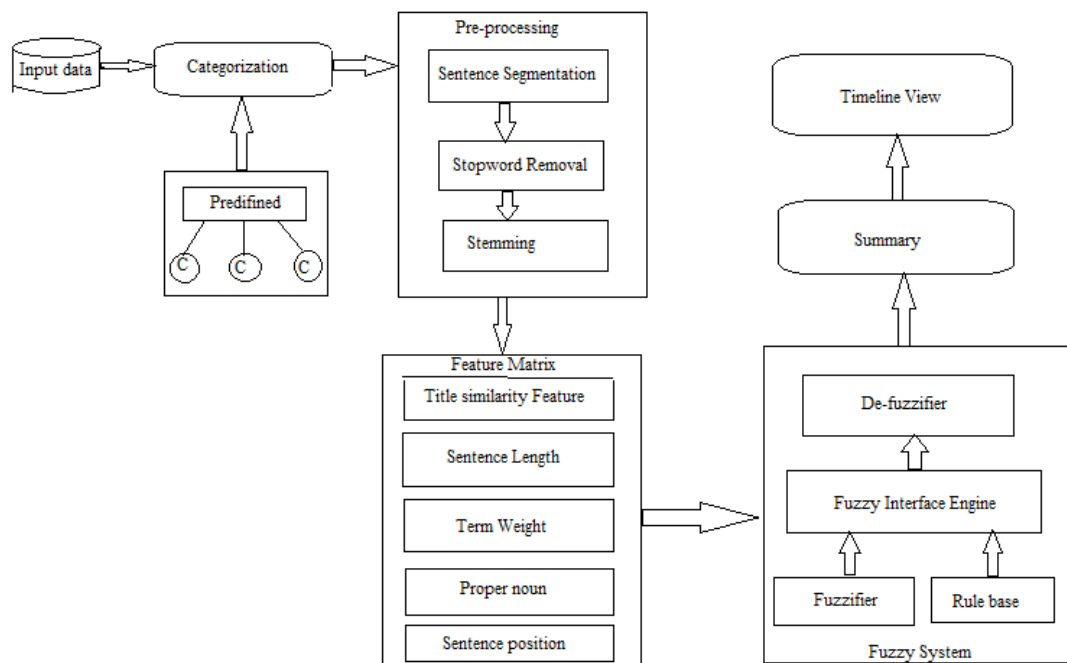 Input data
Categorization
Predifined
C
C
C
Pre-processing
Sentence Segmentation
Stopword Removal
Stemming
Feature Matrix
Title similarity Feature
Sentence Length
Term Weight
Proper noun
Sentence position
Timeline View
Summary
De-fuzzifier
Fuzzy Interface Engine
Fuzzifier
Rule base
Fuzzy System